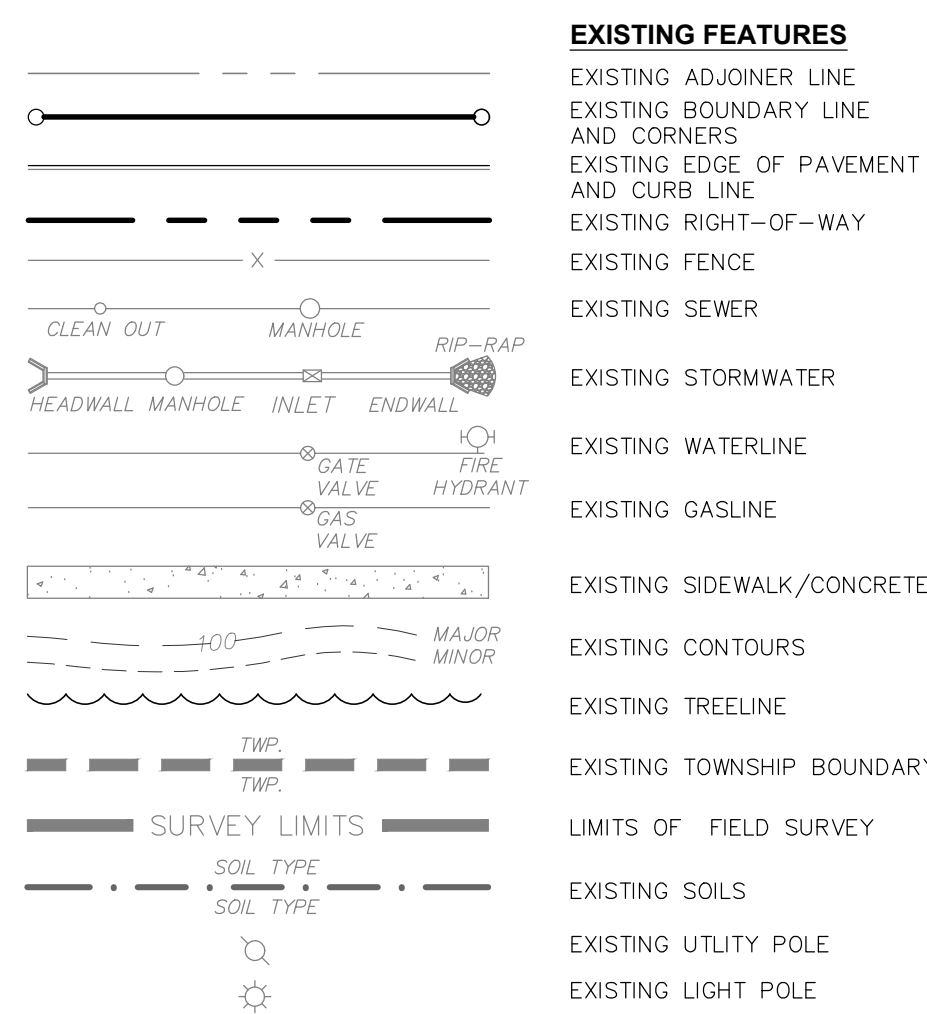 EXISTING FEATURES
EXISTING ADJOINER LINE
EXISTING BOUNDARY LINE
AND CORNERS
EXISTING EDGE OF PAVEMENT
AND CURB LINE
EXISTING RIGHT-OF-WAY
X
EXISTING FENCE
CLEAN OUT
MANHOLE
EXISTING SEWER
RIP-RAP
HEADWALL MANHOLE INLET ENDWALL
EXISTING STORMWATER
GATE
VALVE
FIRE
HYDRANT
EXISTING WATERLINE
GAS
VALVE
EXISTING GASLINE
EXISTING SIDEWALK/CONCRETE
100
MAJOR
MINOR
EXISTING CONTOURS
EXISTING TREELINE
TWP.
TWP.
EXISTING TOWNSHIP BOUNDARY
SURVEY LIMITS
LIMITS OF FIELD SURVEY
SOIL TYPE
SOIL TYPE
EXISTING SOILS
EXISTING UTLITY POLE
EXISTING LIGHT POLE